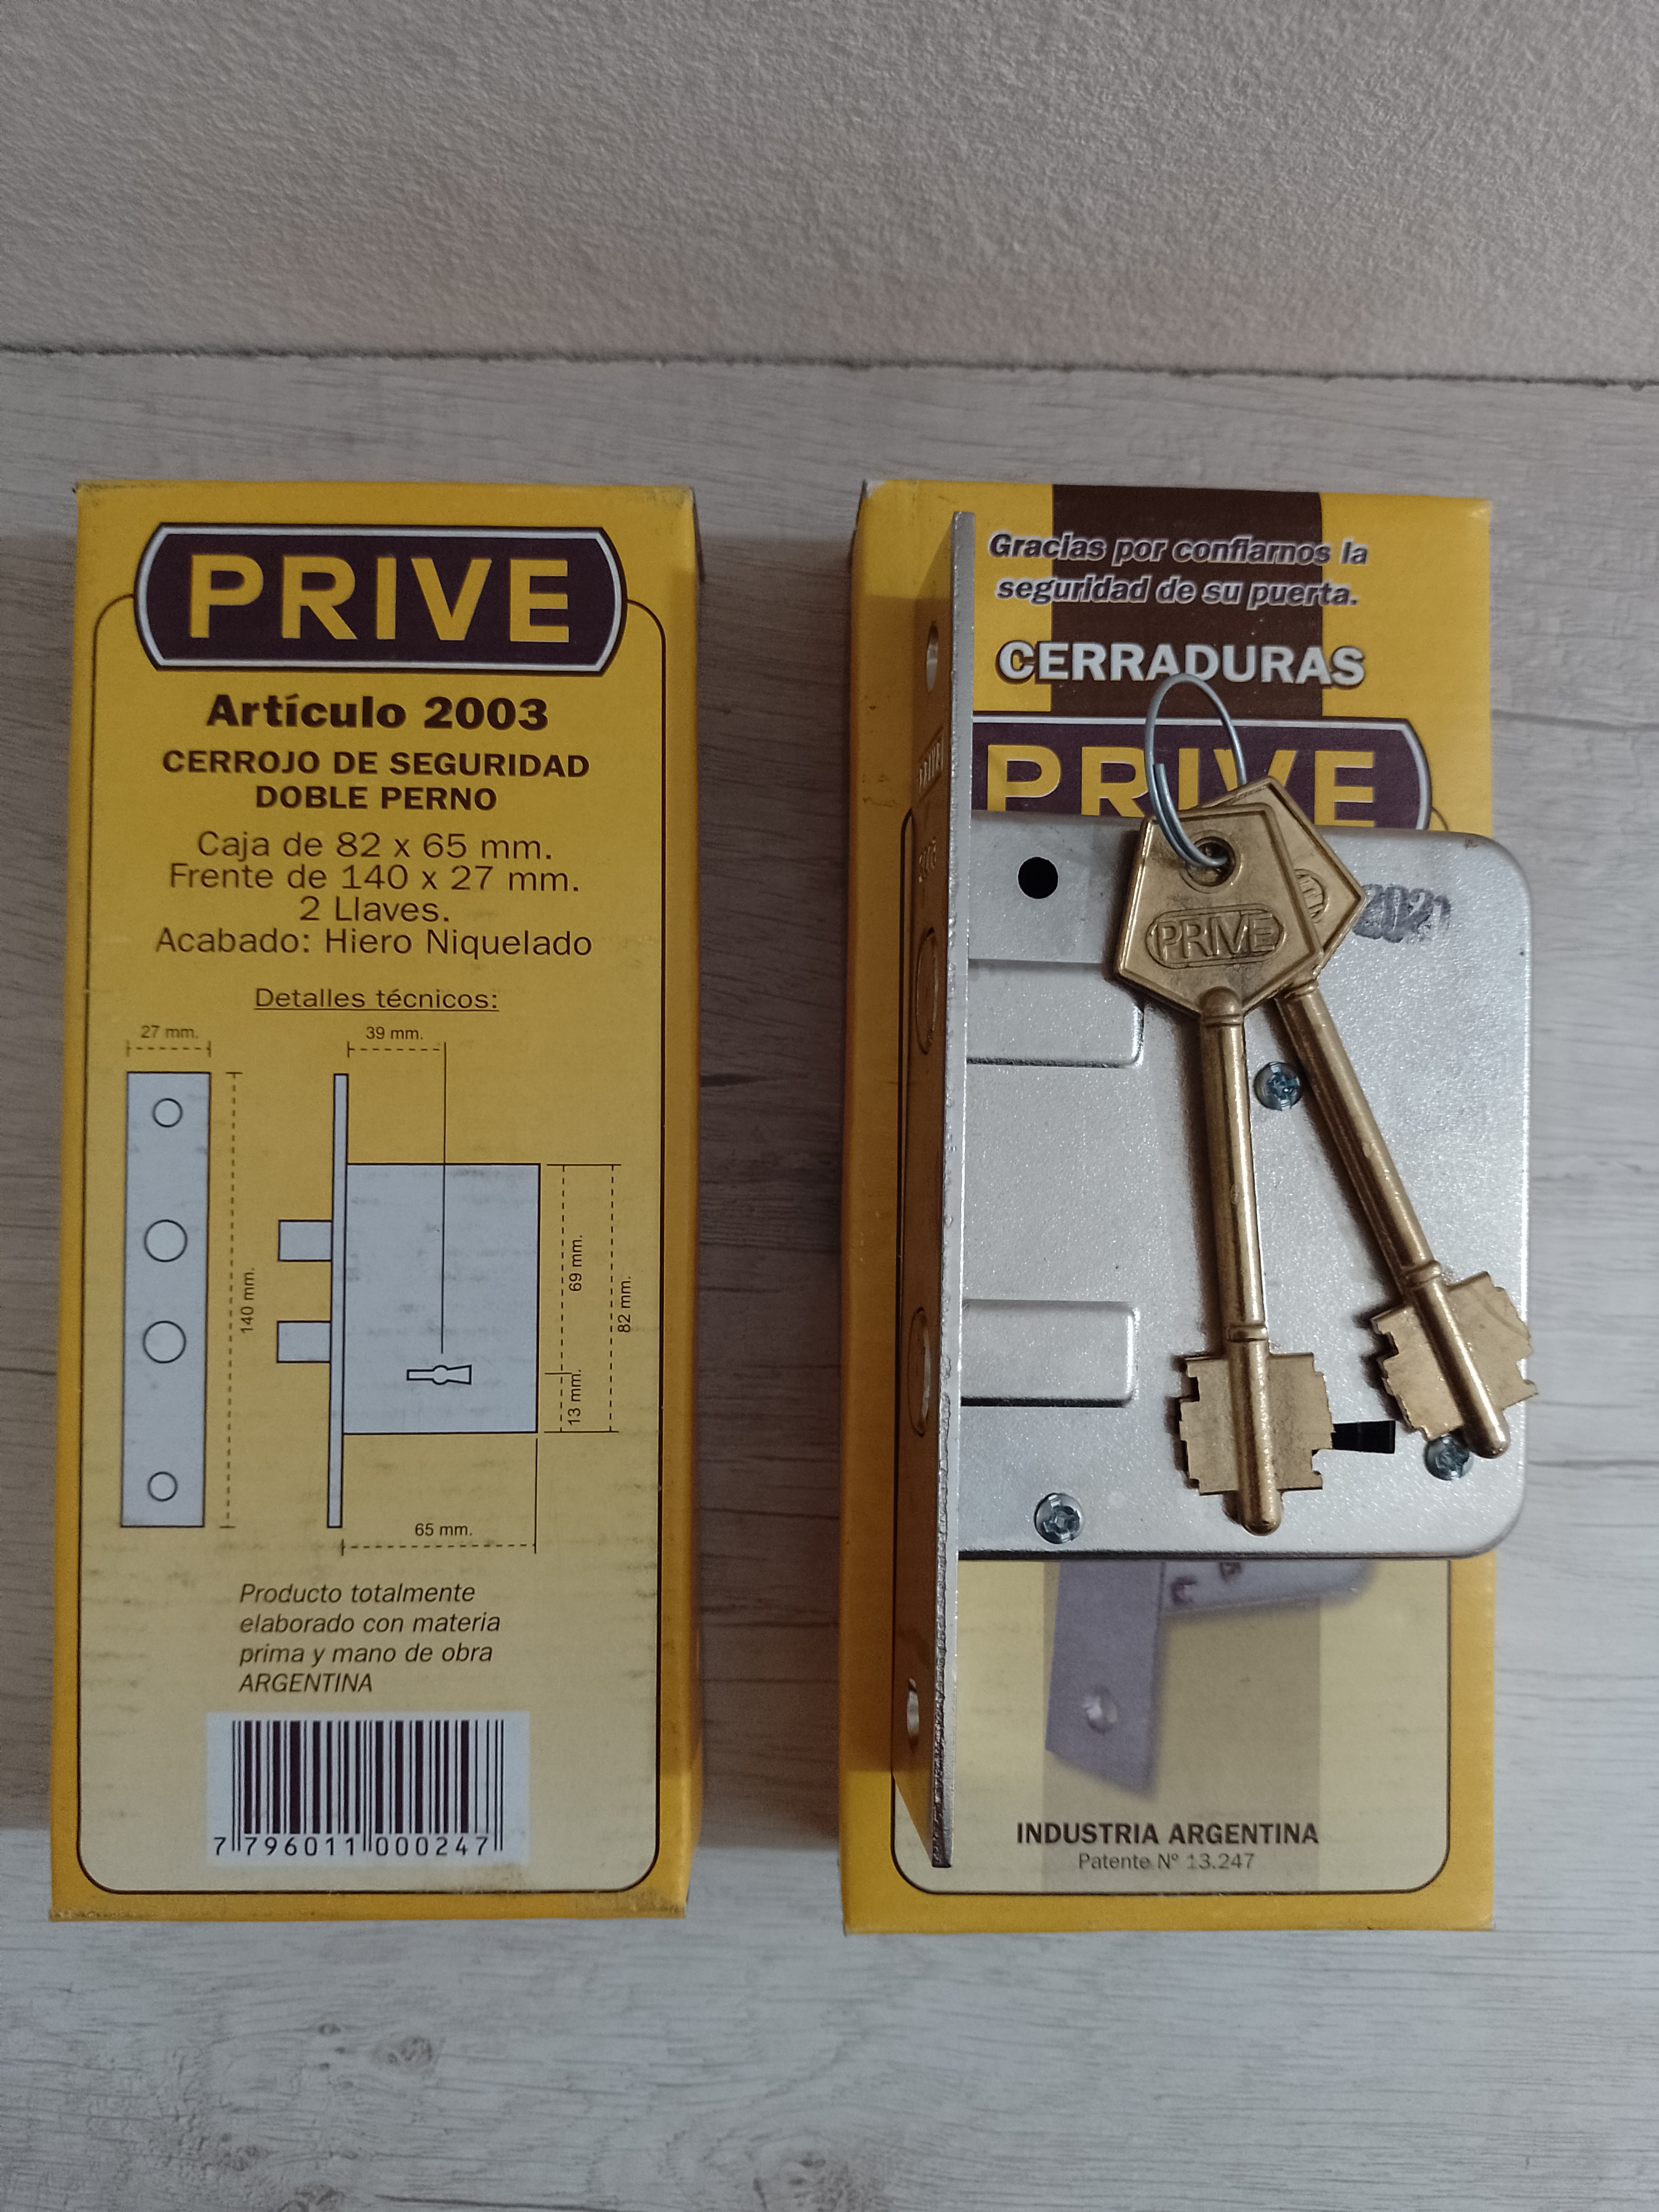 PRIVE
Artículo 2003
CERROJO DE SEGURIDAD
DOBLE PERNO
Caja de 82 x 65 mm.
Frente de 140 x 27 mm.
2 Llaves.
Acabado: Hiero Niquelado
Detalles técnicos:
27 mm.
39 mm.
140 mm.
69 mm.
82 mm.
13 mm.
65 mm.
Producto totalmente
elaborado con materia
prima y mano de obra
ARGENTINA
7 796011 000247
Gracias por confiarnos la
seguridad de su puerta.
CERRADURAS
PRIVE
PRIVE
INDUSTRIA ARGENTINA
Patente Nº 13.247